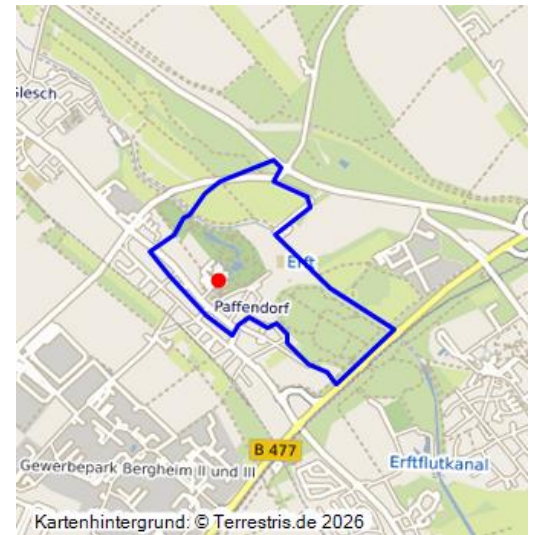 Glesch
Erft
Paffendorf
B 477
Gewerbepark Bergheim II und III
Erftflutkanal
Kartenhintergrund: © Terrestris.de 2026